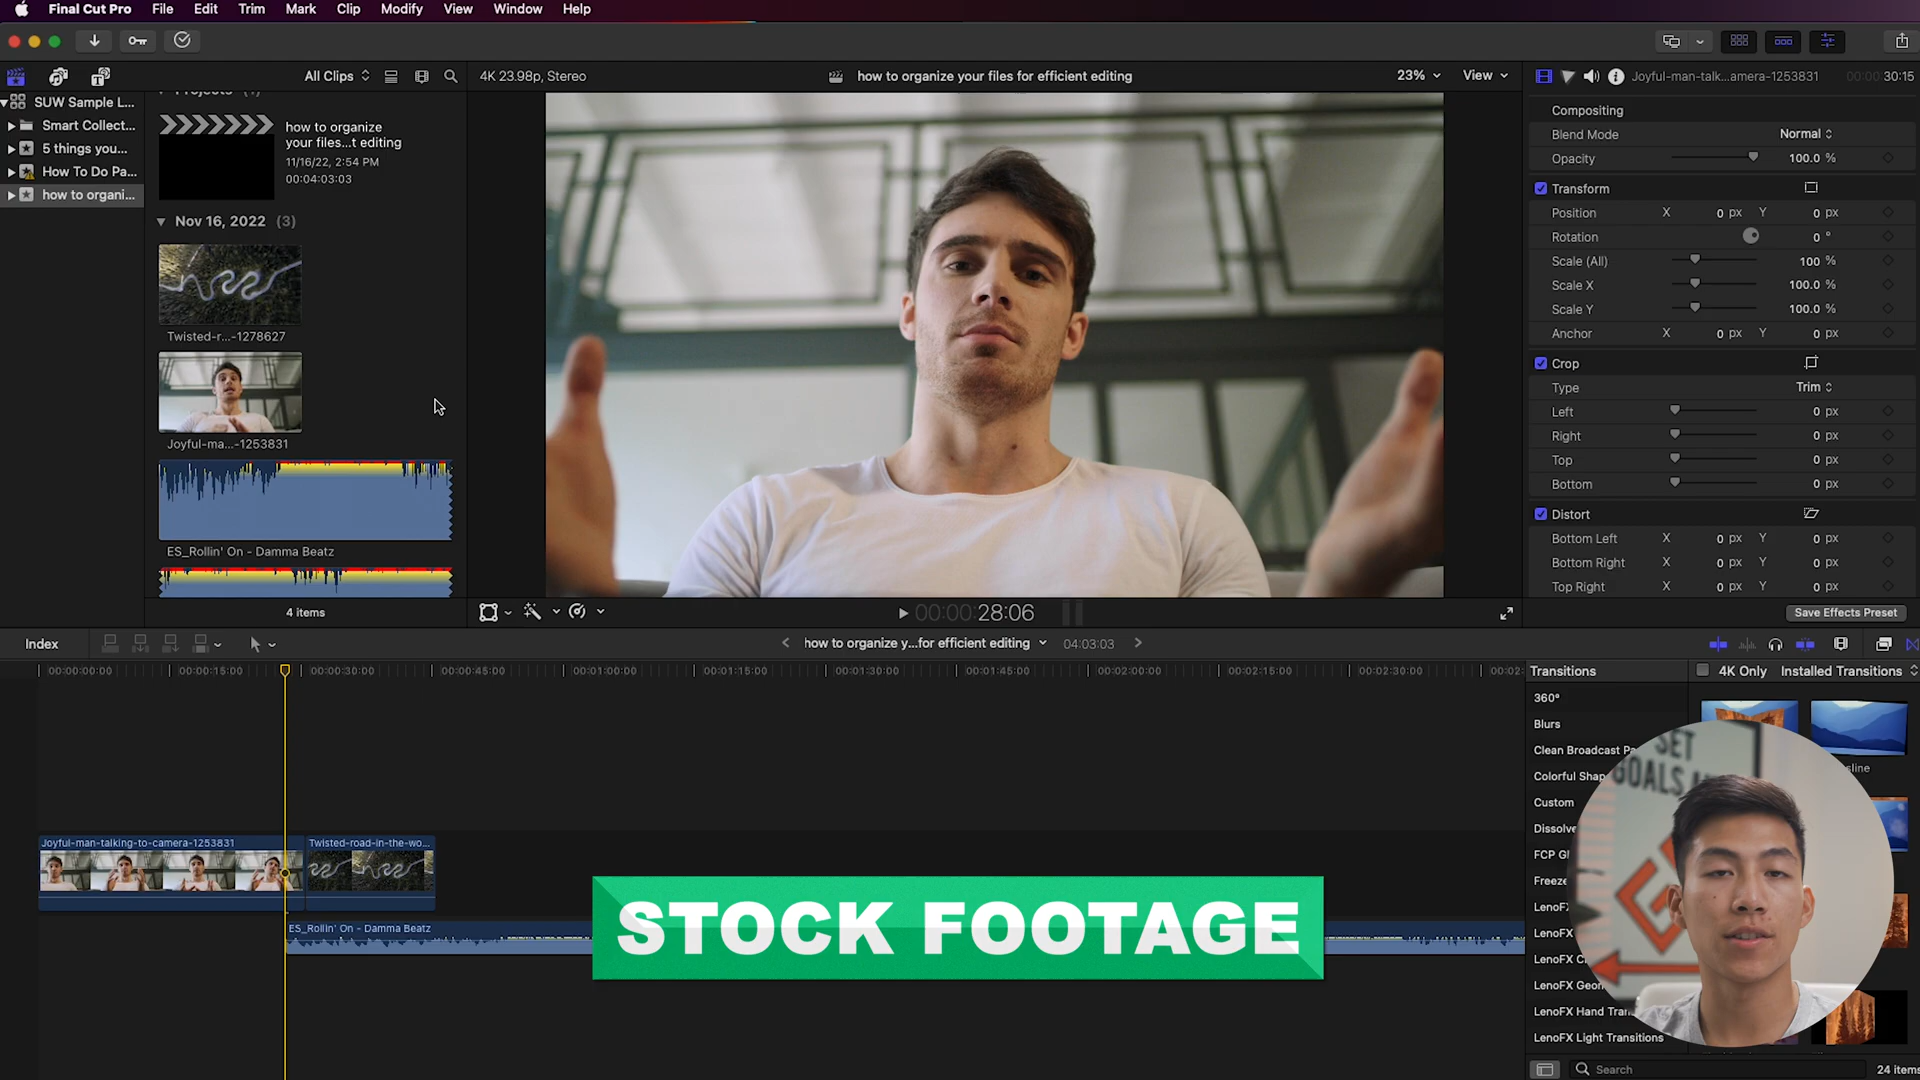 Final Cut Pro File Edit Trim Mark Clip Modify View Window Help
All Clips
4K 23.98p, Stereo
how to organize your files for efficient editing
23%
View
Joyful-man-talk...amera-1253831
00:00:30:15
SUW Sample L...
Smart Collect...
5 things you...
How To Do Pa...
how to organi...
Projects (1)
how to organize
your files...t editing
11/16/22, 2:54 PM
00:04:03:03
Nov 16, 2022 (3)
Twisted-r...-1278627
Joyful-ma...-1253831
ES_Rollin' On - Damma Beatz
4 items
00:00:28:06
Compositing
Blend Mode Normal
Opacity 100.0 %
Transform
Position X 0 px Y 0 px
Rotation 0 °
Scale (All) 100 %
Scale X 100.0 %
Scale Y 100.0 %
Anchor X 0 px Y 0 px
Crop
Type Trim
Left 0 px
Right 0 px
Top 0 px
Bottom 0 px
Distort
Bottom Left X 0 px Y 0 px
Bottom Right X 0 px Y 0 px
Top Right X 0 px Y 0 px
Save Effects Preset
Index
how to organize y...for efficient editing
04:03:03
00:00:00:00 00:00:15:00 00:00:30:00 00:00:45:00 00:01:00:00 00:01:15:00 00:01:30:00 00:01:45:00 00:02:00:00 00:02:15:00 00:02:30:00
Joyful-man-talking-to-camera-1253831
Twisted-road-in-the-wo...
ES_Rollin' On - Damma Beatz
STOCK FOOTAGE
Transitions
4K Only
Installed Transitions
360°
Blurs
Clean Broadcast Pa
Colorful Shap
Custom
Dissolve
FCP
Freeze
LenoFX
LenoFX
LenoFX
LenoFX Geo
LenoFX Hand Tran
LenoFX Light Transitions
SET
GOALS
Search
24 items